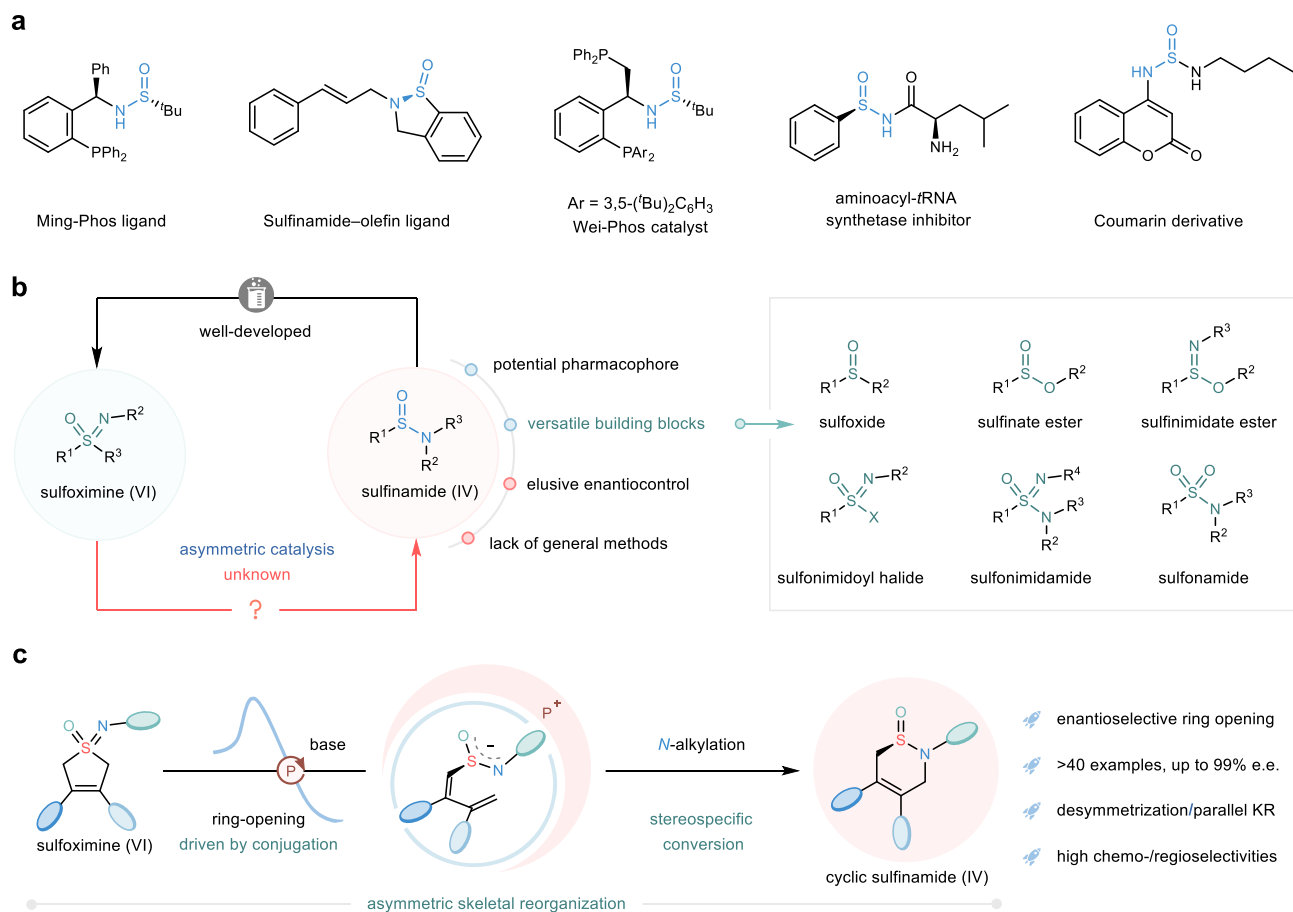 a
Ph
O
S
N
H
tBu
PPh2
Ming-Phos ligand
O
S
N
Sulfinamide–olefin ligand
Ph2P
O
S
N
H
tBu
PAr2
Ar = 3,5-(tBu)2C6H3
Wei-Phos catalyst
O
S
N
H
O
NH2
aminoacyl-tRNA
synthetase inhibitor
O
S
HN
N
H
O
O
Coumarin derivative
b
well-developed
O
N
R2
S
R1
R3
sulfoximine (VI)
O
S
R1
N
R3
R2
sulfinamide (IV)
asymmetric catalysis
unknown
?
potential pharmacophore
versatile building blocks
elusive enantiocontrol
lack of general methods
O
S
R1
R2
sulfoxide
O
S
R1
O
R2
sulfinate ester
R3
N
S
R1
O
R2
sulfinimidate ester
O
N
R2
S
R1
X
sulfonimidoyl halide
O
N
R4
S
R1
N
R3
R2
sulfonimidamide
O
O
S
R1
N
R3
R2
sulfonamide
c
O
N
S
sulfoximine (VI)
P
base
ring-opening
driven by conjugation
O
S
N
-
P+
N-alkylation
stereospecific
conversion
O
S
N
cyclic sulfinamide (IV)
enantioselective ring opening
>40 examples, up to 99% e.e.
desymmetrization/parallel KR
high chemo-/regioselectivities
asymmetric skeletal reorganization